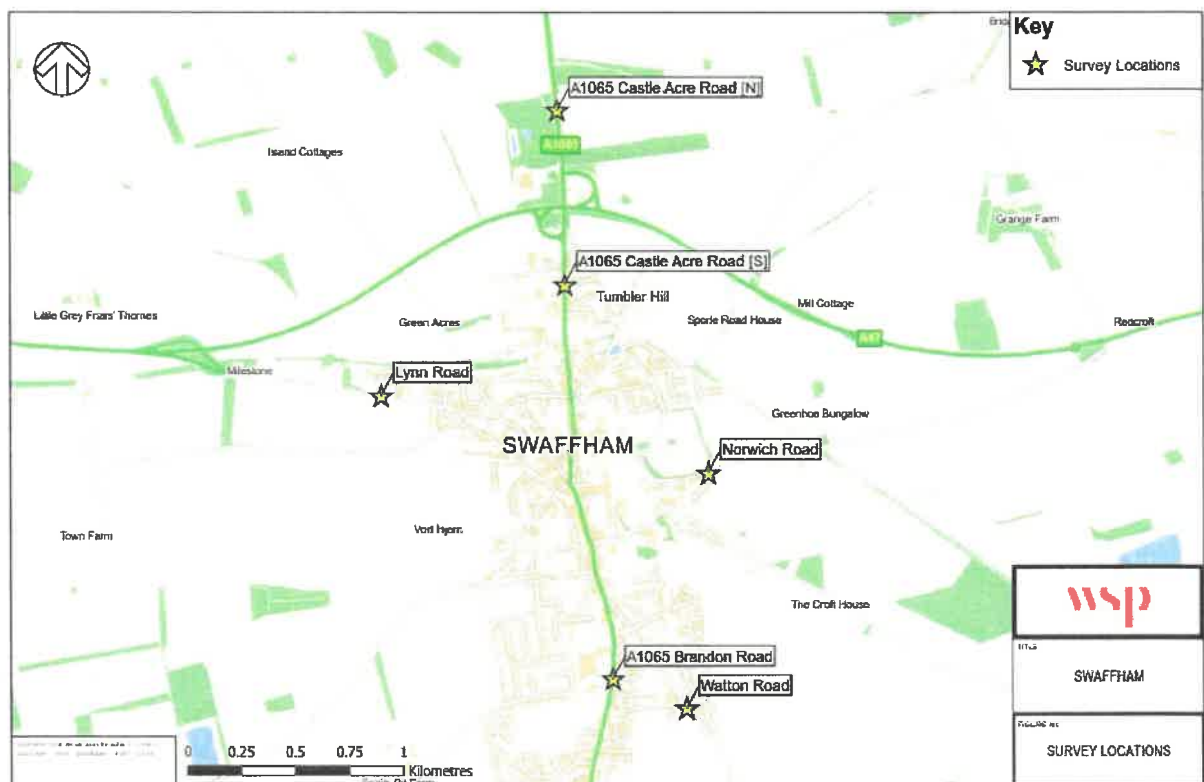 Key
Survey Locations
A1065 Castle Acre Road [N]
Island Cottages
Grange Farm
A1065 Castle Acre Road [S]
Tumbler Hill
Mill Cottage
Little Grey Friars' Thornes
Green Acres
Sporle Road House
Redcroft
A47
Milestone
Lynn Road
Greenhoe Bungalow
SWAFFHAM
Norwich Road
Town Farm
The Croft House
wsp
TITLE
A1065 Brandon Road
SWAFFHAM
Watton Road
SURVEY LOCATIONS
0 0.25 0.5 0.75 1
Kilometres